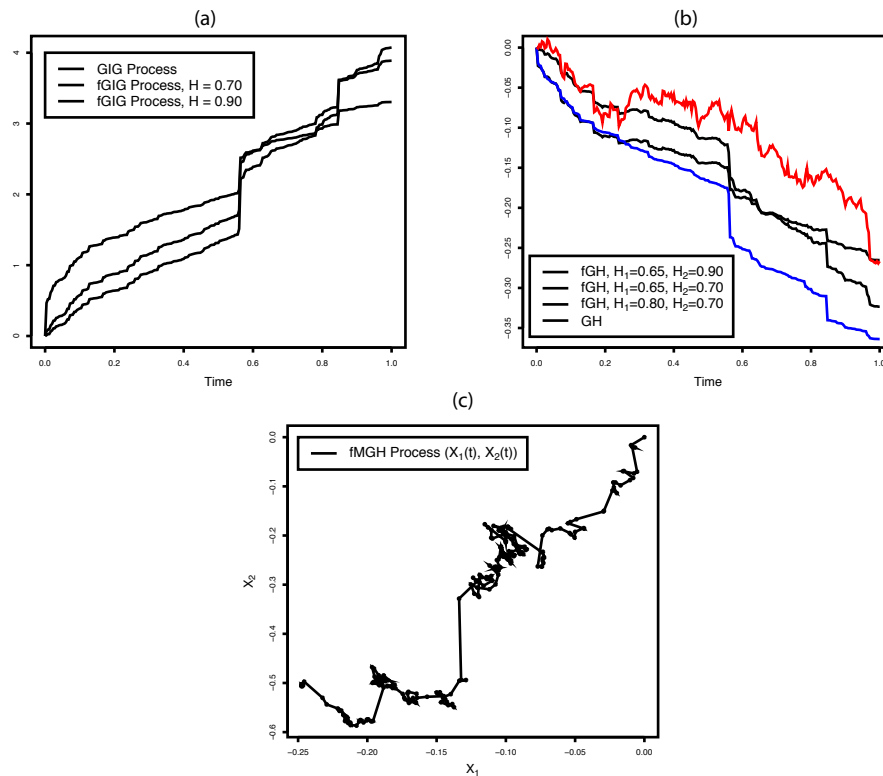 (a)
GIG Process
fGIG Process, H = 0.70
fGIG Process, H = 0.90
4
3
2
1
0
0.0 0.2 0.4 0.6 0.8 1.0
Time
(b)
0.00
-0.05
-0.10
-0.15
-0.20
-0.25
-0.30
-0.35
fGH, H₁=0.65, H₂=0.90
fGH, H₁=0.65, H₂=0.70
fGH, H₁=0.80, H₂=0.70
GH
0.0 0.2 0.4 0.6 0.8 1.0
Time
(c)
fMGH Process (X₁(t), X₂(t))
0.0
-0.1
-0.2
-0.3
-0.4
-0.5
-0.6
X₂
-0.25 -0.20 -0.15 -0.10 -0.05 0.00
X₁